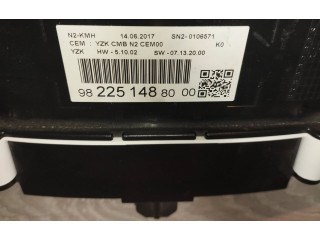 N2-KMH 14.06.2017 SN2- 0106571
CEM : YZK CMB N2 CEM00 K0
YZK HW - 5.10.02 SW - 07.13.20.00
98 225 148 80 00